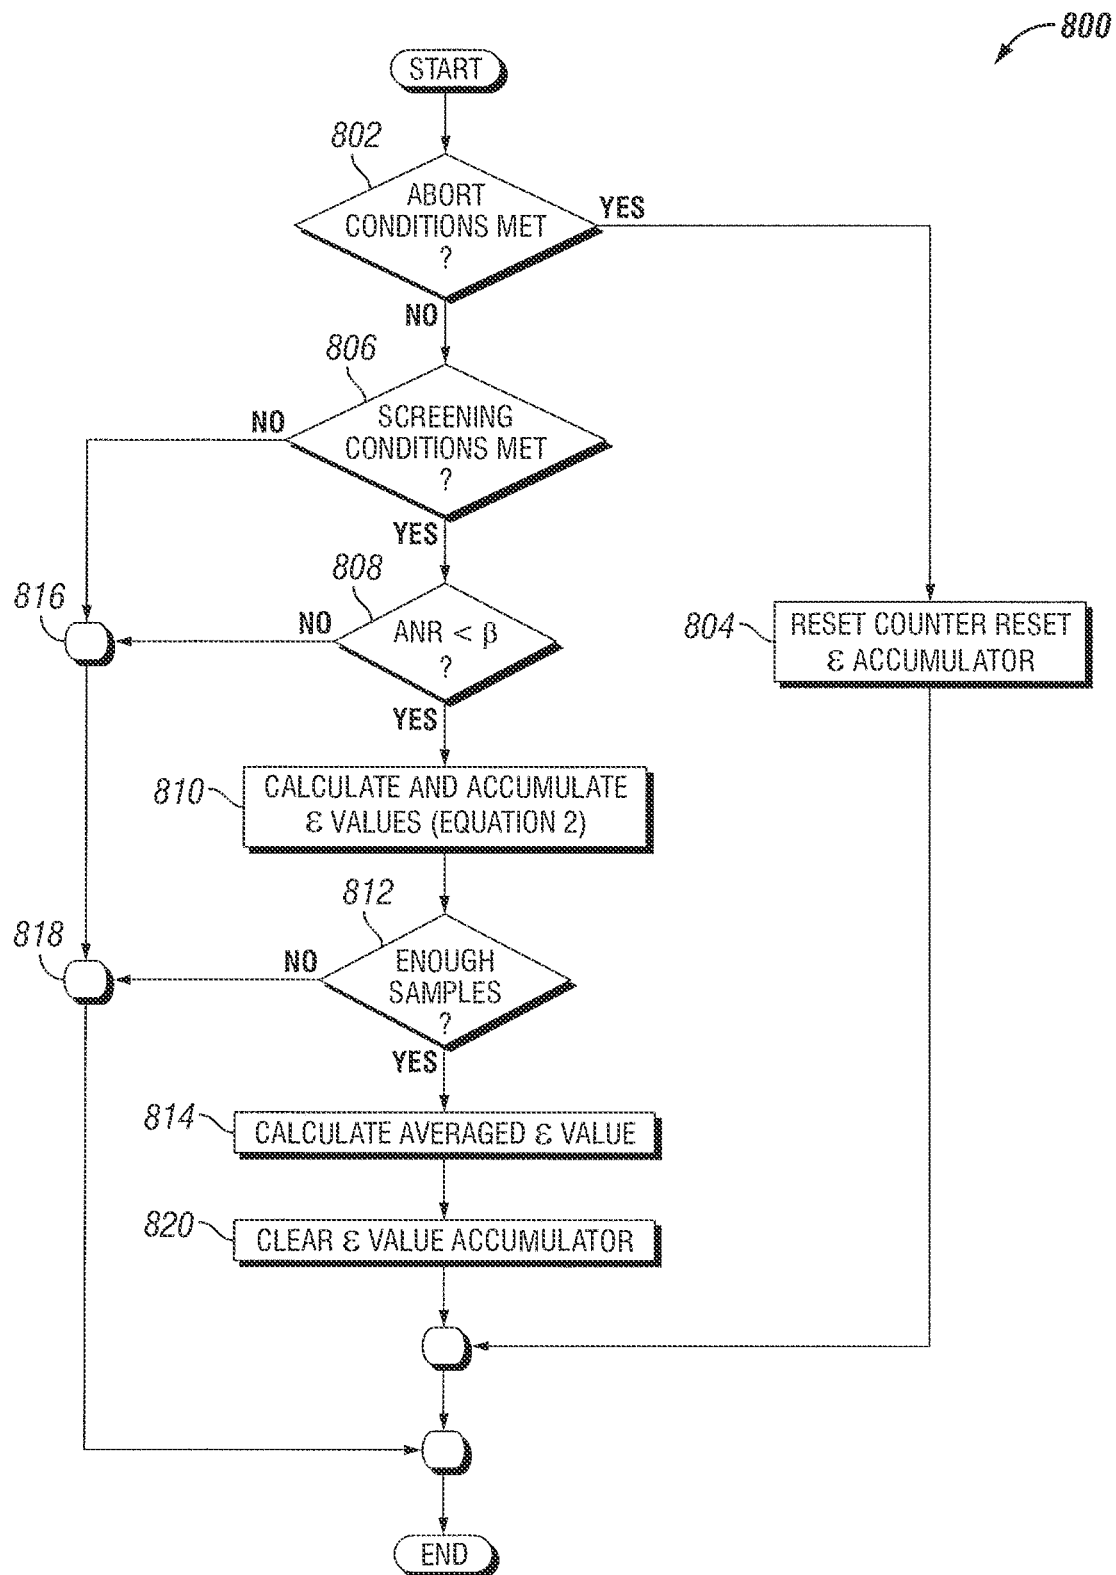 800
START
802
ABORT
CONDITIONS MET
?
YES
NO
806
SCREENING
CONDITIONS MET
?
NO
YES
808
816
ANR < β
?
NO
YES
804
RESET COUNTER RESET
ε ACCUMULATOR
810
CALCULATE AND ACCUMULATE
ε VALUES (EQUATION 2)
812
818
ENOUGH
SAMPLES
?
NO
YES
814
CALCULATE AVERAGED ε VALUE
820
CLEAR ε VALUE ACCUMULATOR
END